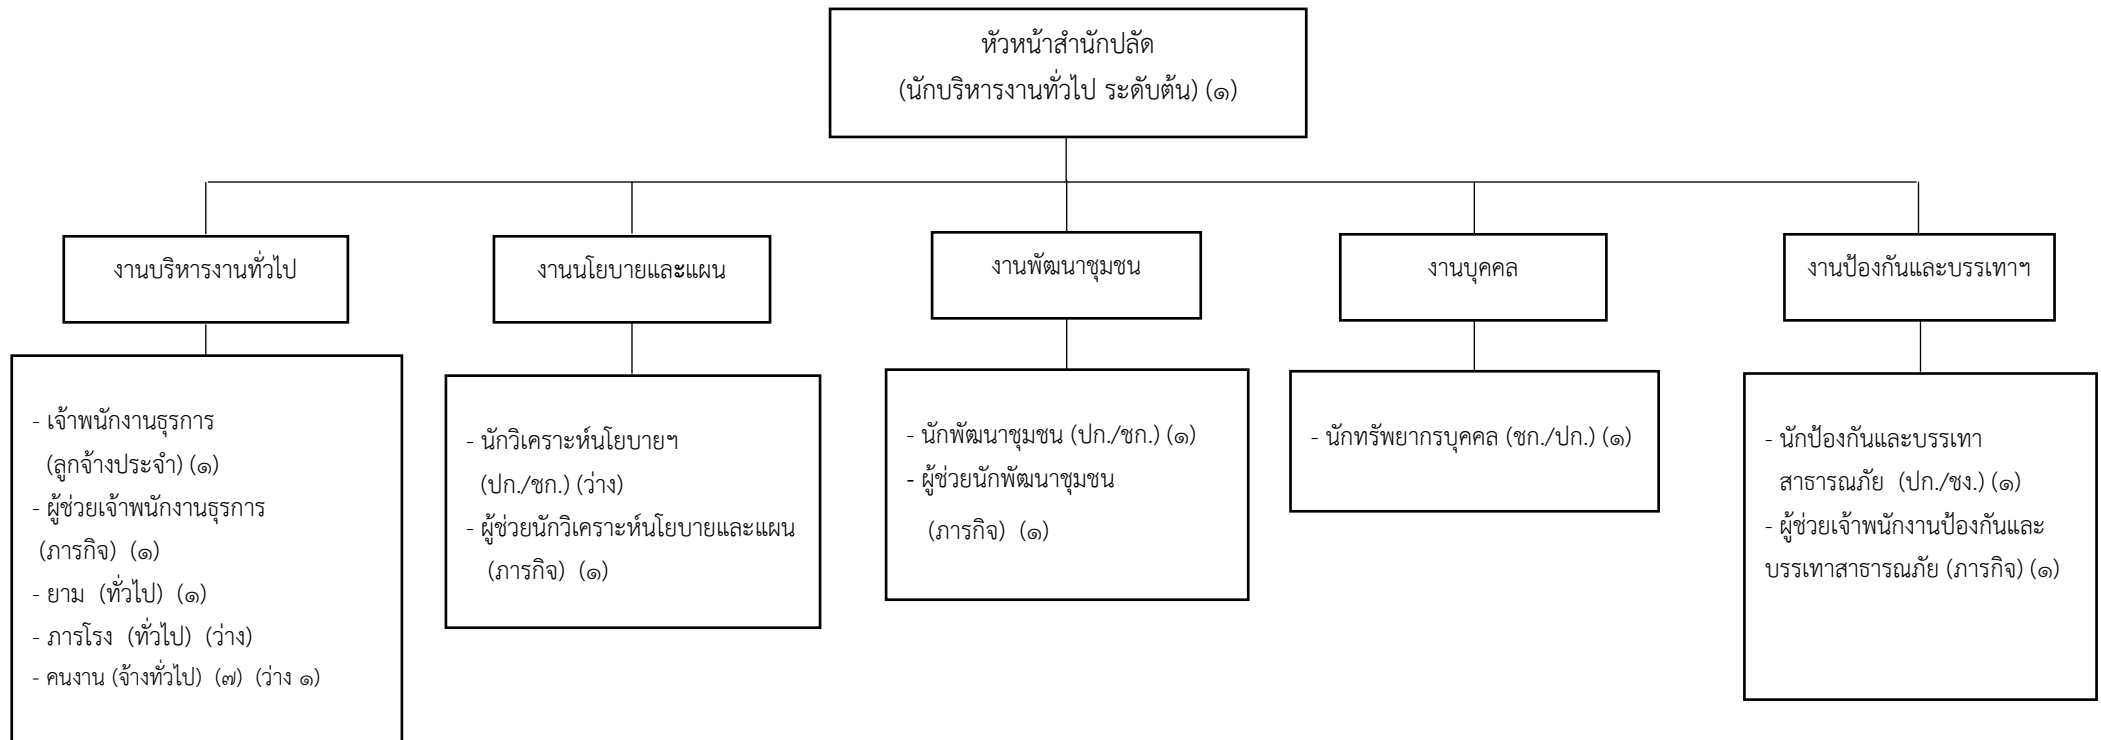 หัวหน้าสำนักปลัด
(นักบริหารงานทั่วไป ระดับต้น) (๑)
งานบริหารงานทั่วไป
งานนโยบายและแผน
งานพัฒนาชุมชน
งานบุคคล
งานป้องกันและบรรเทาฯ
- เจ้าพนักงานธุรการ
(ลูกจ้างประจำ) (๑)
- ผู้ช่วยเจ้าพนักงานธุรการ
(ภารกิจ) (๑)
- ยาม (ทั่วไป) (๑)
- ภารโรง (ทั่วไป) (ว่าง)
- คนงาน (จ้างทั่วไป) (๗) (ว่าง ๑)
- นักวิเคราะห์นโยบายฯ
(ปก./ชก.) (ว่าง)
- ผู้ช่วยนักวิเคราะห์นโยบายและแผน
(ภารกิจ) (๑)
- นักพัฒนาชุมชน (ปก./ชก.) (๑)
- ผู้ช่วยนักพัฒนาชุมชน
(ภารกิจ) (๑)
- นักทรัพยากรบุคคล (ชก./ปก.) (๑)
- นักป้องกันและบรรเทา
สาธารณภัย (ปก./ชง.) (๑)
- ผู้ช่วยเจ้าพนักงานป้องกันและ
บรรเทาสาธารณภัย (ภารกิจ) (๑)